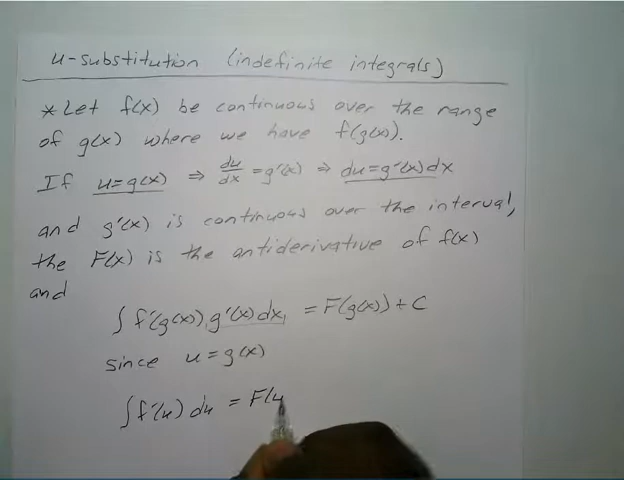 u-substitution (indefinite integrals)
*Let f(x) be continuous over the range
of g(x) where we have f(g(x)).
If u=g(x) ⇒ du/dx = g'(x) ⇒ du=g'(x)dx
and g'(x) is continuous over the interval,
the F(x) is the antiderivative of f(x)
and
∫f'(g(x)) g'(x)dx, = F(g(x))+C
since u=g(x)
∫f'(u) du = F(u